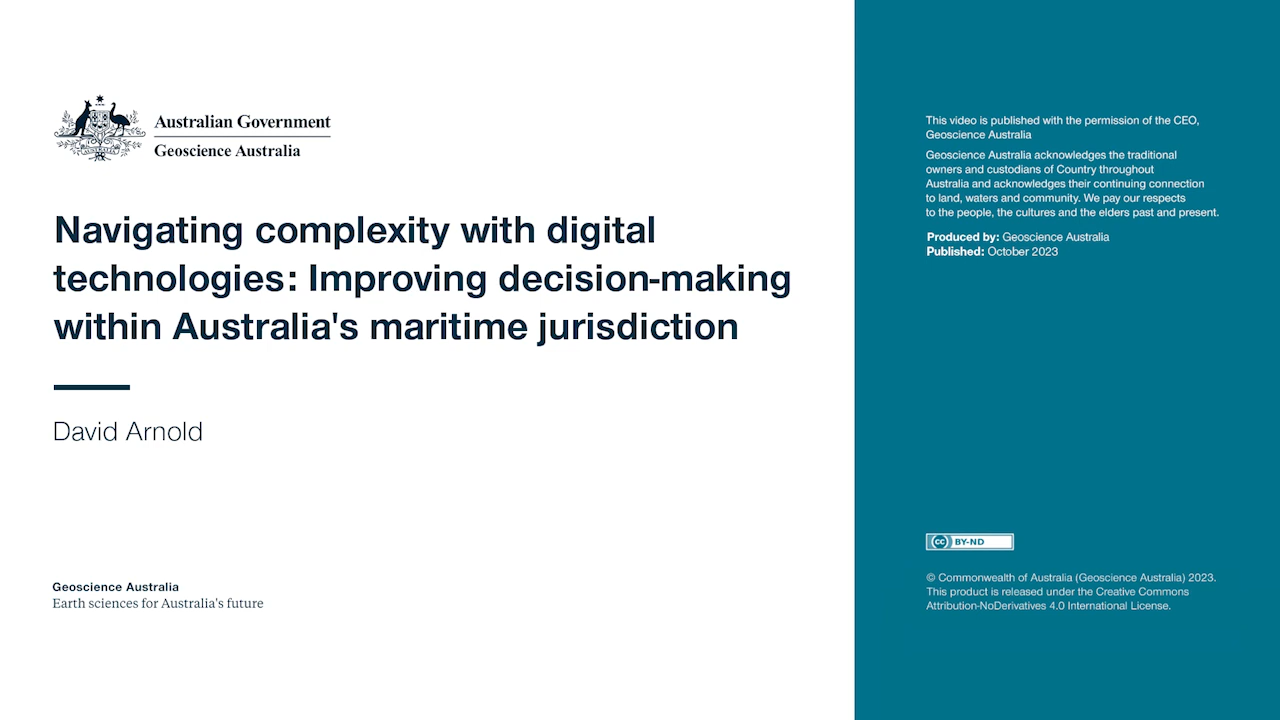 Australian Government
Geoscience Australia
Navigating complexity with digital
technologies: Improving decision-making
within Australia's maritime jurisdiction
David Arnold
Geoscience Australia
Earth sciences for Australia's future
This video is published with the permission of the CEO,
Geoscience Australia
Geoscience Australia acknowledges the traditional
owners and custodians of Country throughout
Australia and acknowledges their continuing connection
to land, waters and community. We pay our respects
to the people, the cultures and the elders past and present.
Produced by: Geoscience Australia
Published: October 2023
cc BY-ND
© Commonwealth of Australia (Geoscience Australia) 2023.
This product is released under the Creative Commons
Attribution-NoDerivatives 4.0 International License.